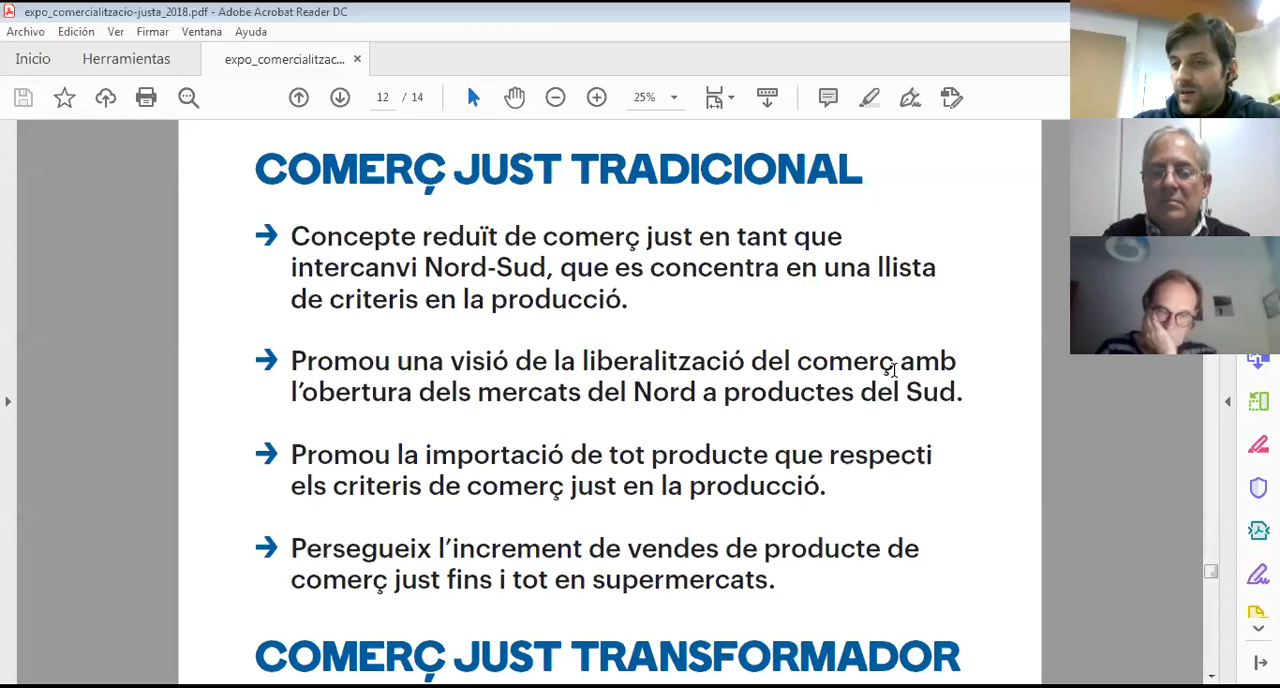 expo_comercialitzacio-justa_2018.pdf - Adobe Acrobat Reader DC
Archivo Edición Ver Firmar Ventana Ayuda
Inicio Herramientas expo_comercialitzac... ×
12 / 14 25%
COMERÇ JUST TRADICIONAL
→ Concepte reduït de comerç just en tant que
intercanvi Nord-Sud, que es concentra en una llista
de criteris en la producció.
→ Promou una visió de la liberalització del comerç amb
l’obertura dels mercats del Nord a productes del Sud.
→ Promou la importació de tot producte que respecti
els criteris de comerç just en la producció.
→ Persegueix l’increment de vendes de producte de
comerç just fins i tot en supermercats.
COMERÇ JUST TRANSFORMADOR